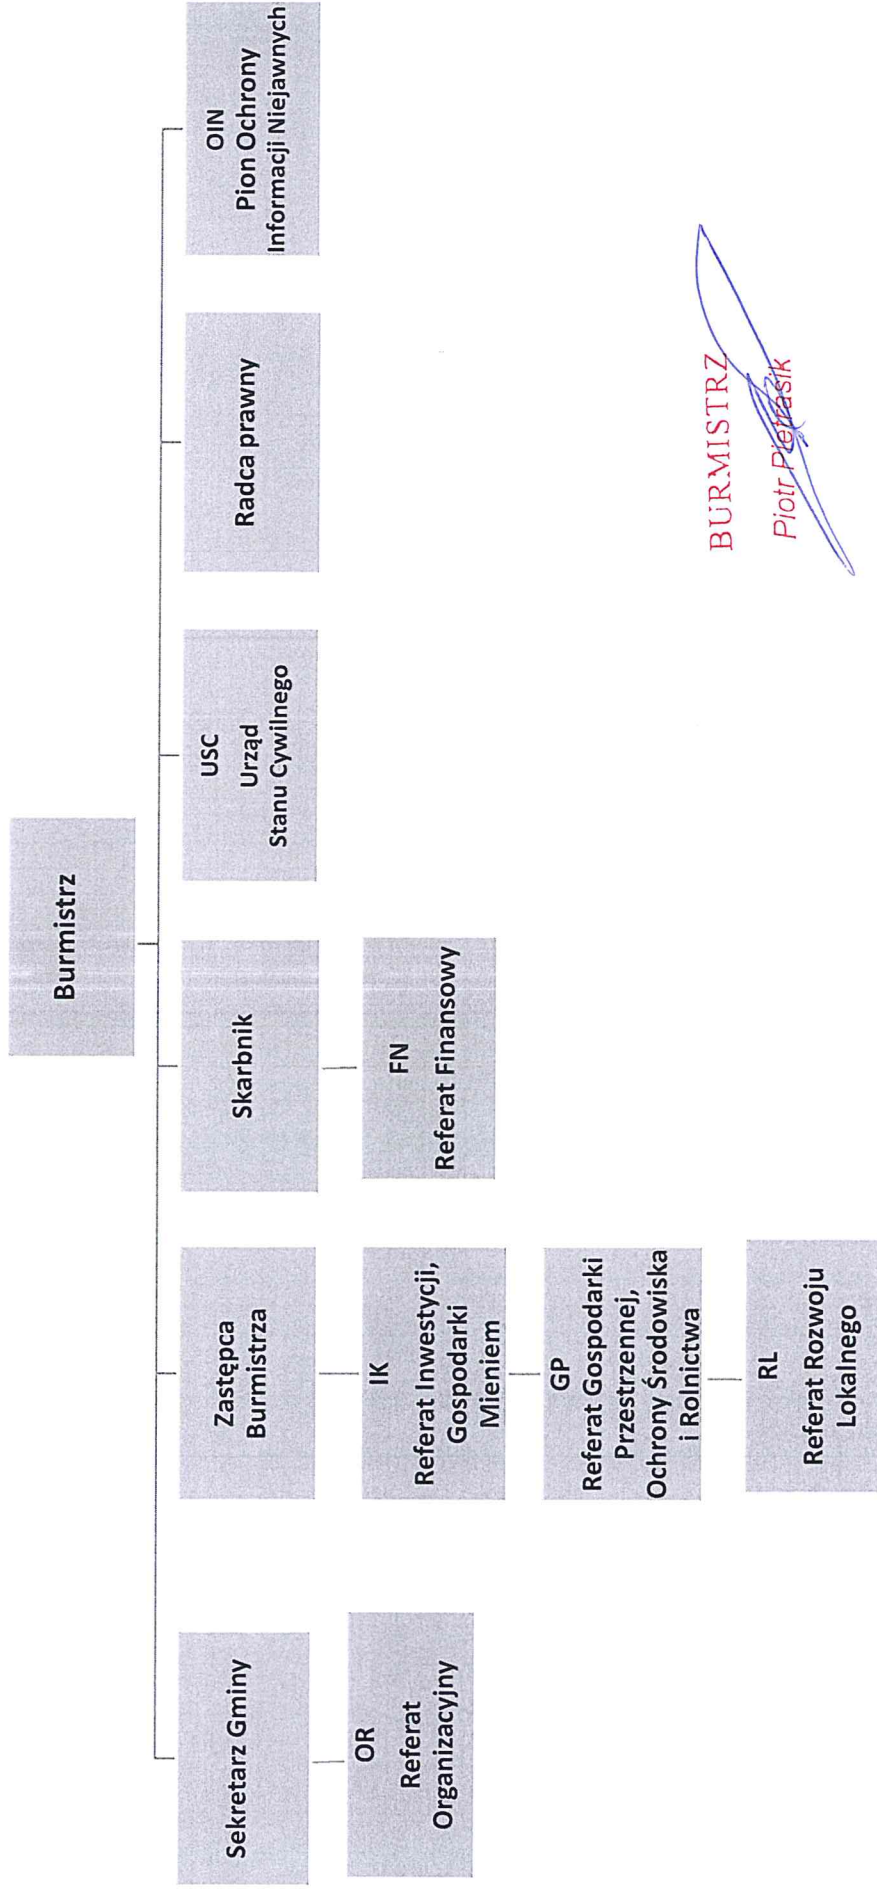 Burmistrz
Sekretarz Gminy
OR
Referat
Organizacyjny
Zastępca
Burmistrza
IK
Referat Inwestycji,
Gospodarki
Mieniem
GP
Referat Gospodarki
Przestrzennej,
Ochrony Środowiska
i Rolnictwa
RL
Referat Rozwoju
Lokalnego
Skarbnik
FN
Referat Finansowy
USC
Urząd
Stanu Cywilnego
Radca prawny
OIN
Pion Ochrony
Informacji Niejawnych
BURMISTRZ
Piotr Pietrasik